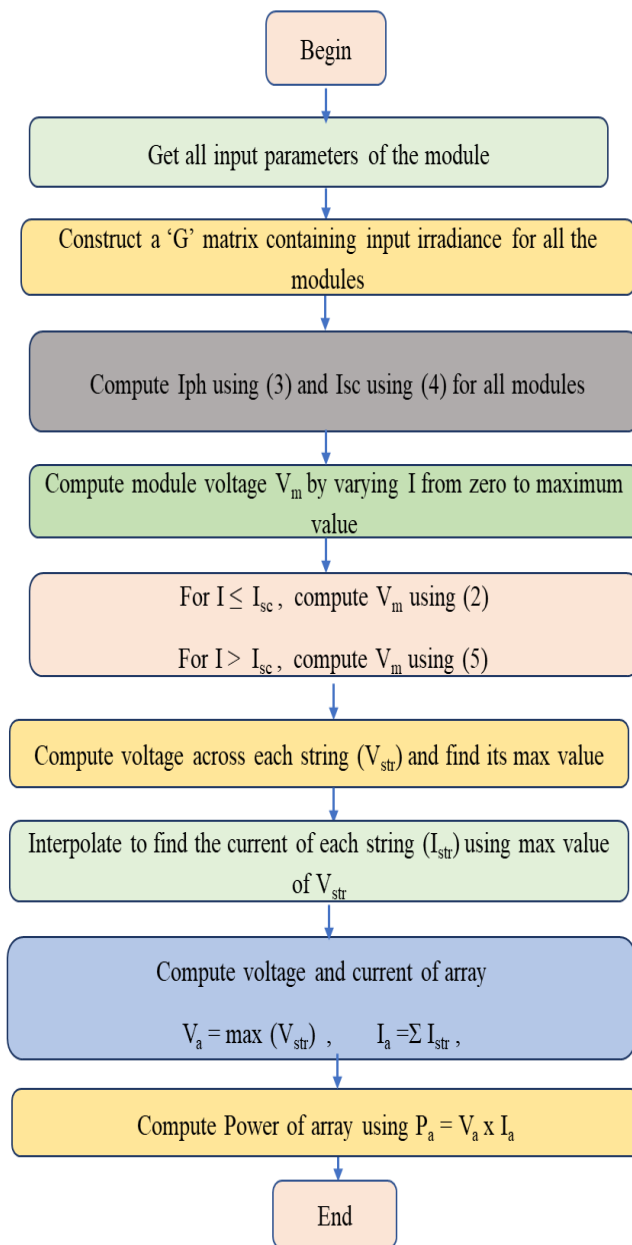 Begin
Get all input parameters of the module
Construct a ‘G’ matrix containing input irradiance for all the
modules
Compute Iph using (3) and Isc using (4) for all modules
Compute module voltage Vm by varying I from zero to maximum
value
For I ≤ Isc , compute Vm using (2)
For I > Isc , compute Vm using (5)
Compute voltage across each string (Vstr) and find its max value
Interpolate to find the current of each string (Istr) using max value
of Vstr
Compute voltage and current of array
Va = max (Vstr) , Ia =Σ Istr ,
Compute Power of array using Pa = Va x Ia
End